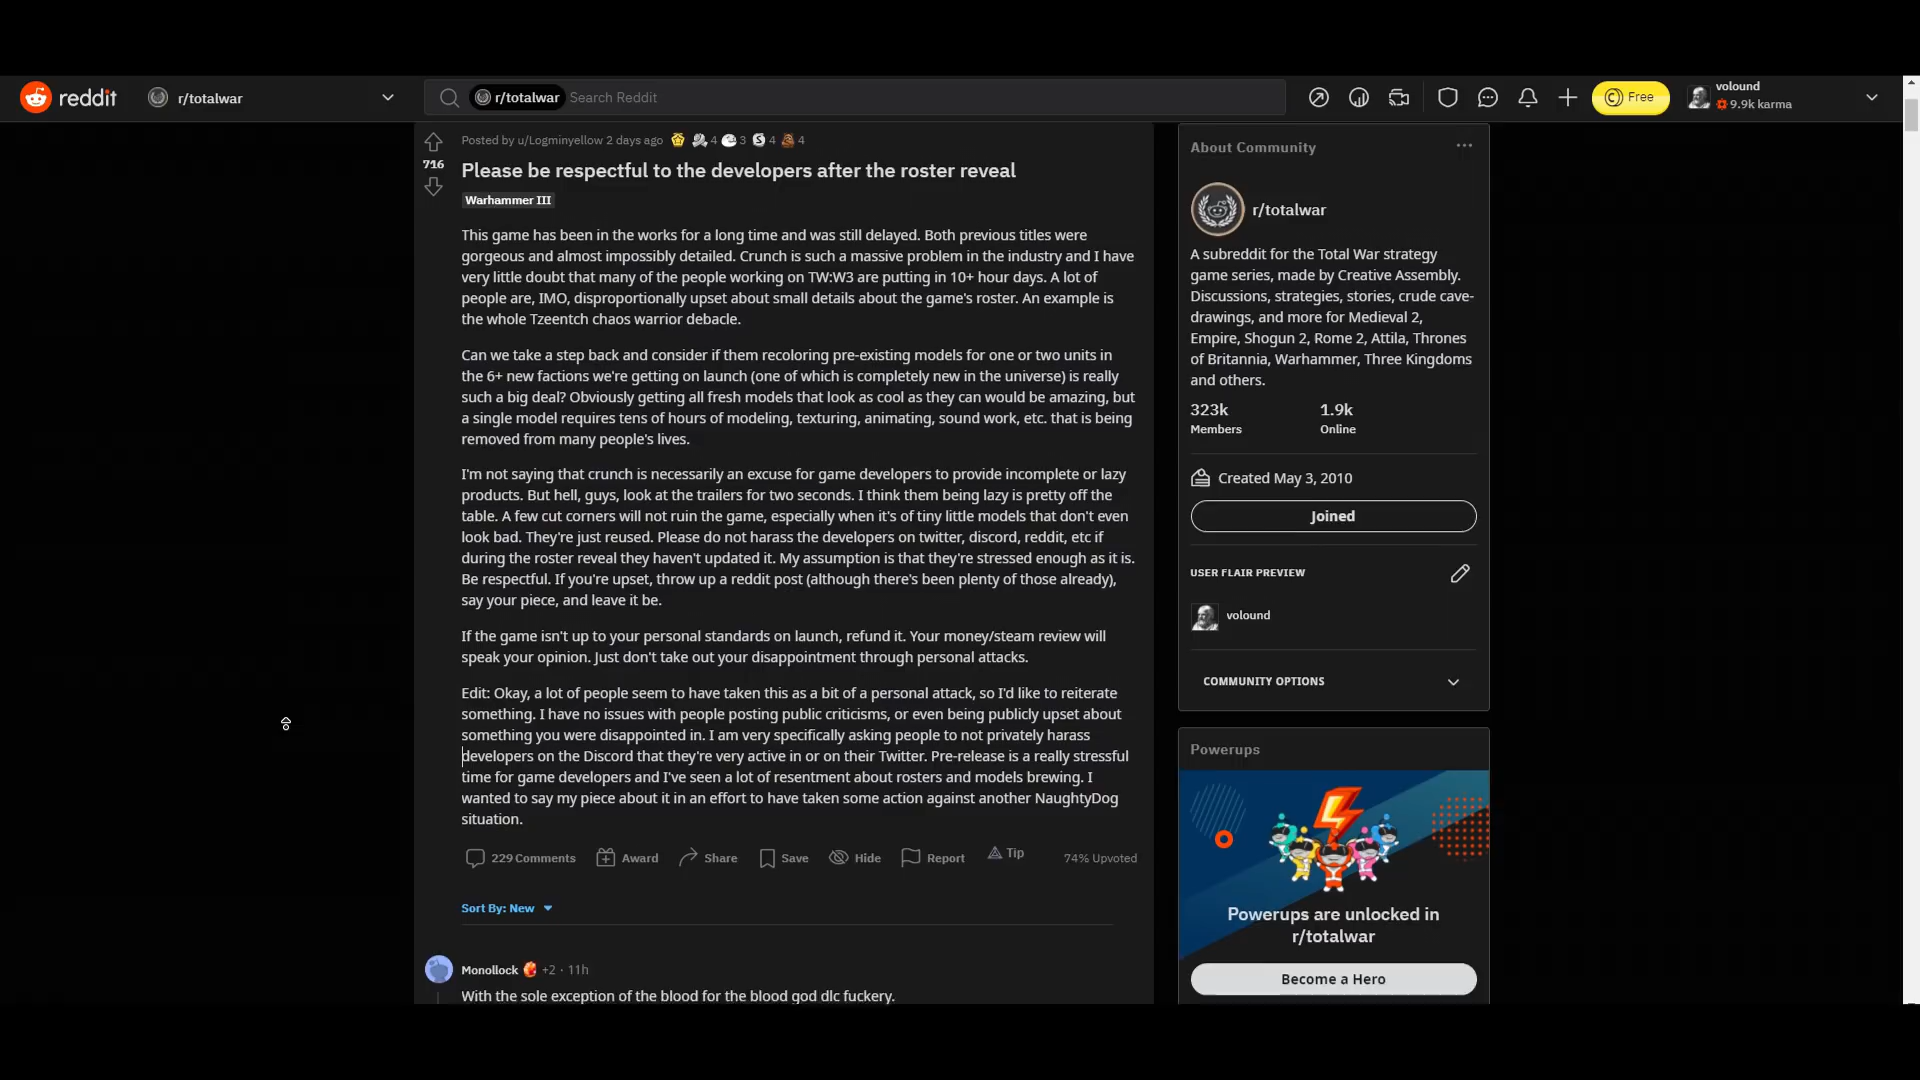 reddit
r/totalwar
r/totalwar Search Reddit
Free
volound
9.9k karma
716
Posted by u/Logminyellow 2 days ago 4 3 4 4
Please be respectful to the developers after the roster reveal
Warhammer III
This game has been in the works for a long time and was still delayed. Both previous titles were
gorgeous and almost impossibly detailed. Crunch is such a massive problem in the industry and I have
very little doubt that many of the people working on TW:W3 are putting in 10+ hour days. A lot of
people are, IMO, disproportionally upset about small details about the game's roster. An example is
the whole Tzeentch chaos warrior debacle.
Can we take a step back and consider if them recoloring pre-existing models for one or two units in
the 6+ new factions we're getting on launch (one of which is completely new in the universe) is really
such a big deal? Obviously getting all fresh models that look as cool as they can would be amazing, but
a single model requires tens of hours of modeling, texturing, animating, sound work, etc. that is being
removed from many people's lives.
I'm not saying that crunch is necessarily an excuse for game developers to provide incomplete or lazy
products. But hell, guys, look at the trailers for two seconds. I think them being lazy is pretty off the
table. A few cut corners will not ruin the game, especially when it's of tiny little models that don't even
look bad. They're just reused. Please do not harass the developers on twitter, discord, reddit, etc if
during the roster reveal they haven't updated it. My assumption is that they're stressed enough as it is.
Be respectful. If you're upset, throw up a reddit post (although there's been plenty of those already),
say your piece, and leave it be.
If the game isn't up to your personal standards on launch, refund it. Your money/steam review will
speak your opinion. Just don't take out your disappointment through personal attacks.
Edit: Okay, a lot of people seem to have taken this as a bit of a personal attack, so I'd like to reiterate
something. I have no issues with people posting public criticisms, or even being publicly upset about
something you were disappointed in. I am very specifically asking people to not privately harass
developers on the Discord that they're very active in or on their Twitter. Pre-release is a really stressful
time for game developers and I've seen a lot of resentment about rosters and models brewing. I
wanted to say my piece about it in an effort to have taken some action against another NaughtyDog
situation.
229 Comments Award Share Save Hide Report Tip 74% Upvoted
Sort By: New
Monollock +2 · 11h
With the sole exception of the blood for the blood god dlc fuckery.
About Community
r/totalwar
A subreddit for the Total War strategy
game series, made by Creative Assembly.
Discussions, strategies, stories, crude cave-
drawings, and more for Medieval 2,
Empire, Shogun 2, Rome 2, Attila, Thrones
of Britannia, Warhammer, Three Kingdoms
and others.
323k 1.9k
Members Online
Created May 3, 2010
Joined
USER FLAIR PREVIEW
volound
COMMUNITY OPTIONS
Powerups
Powerups are unlocked in
r/totalwar
Become a Hero